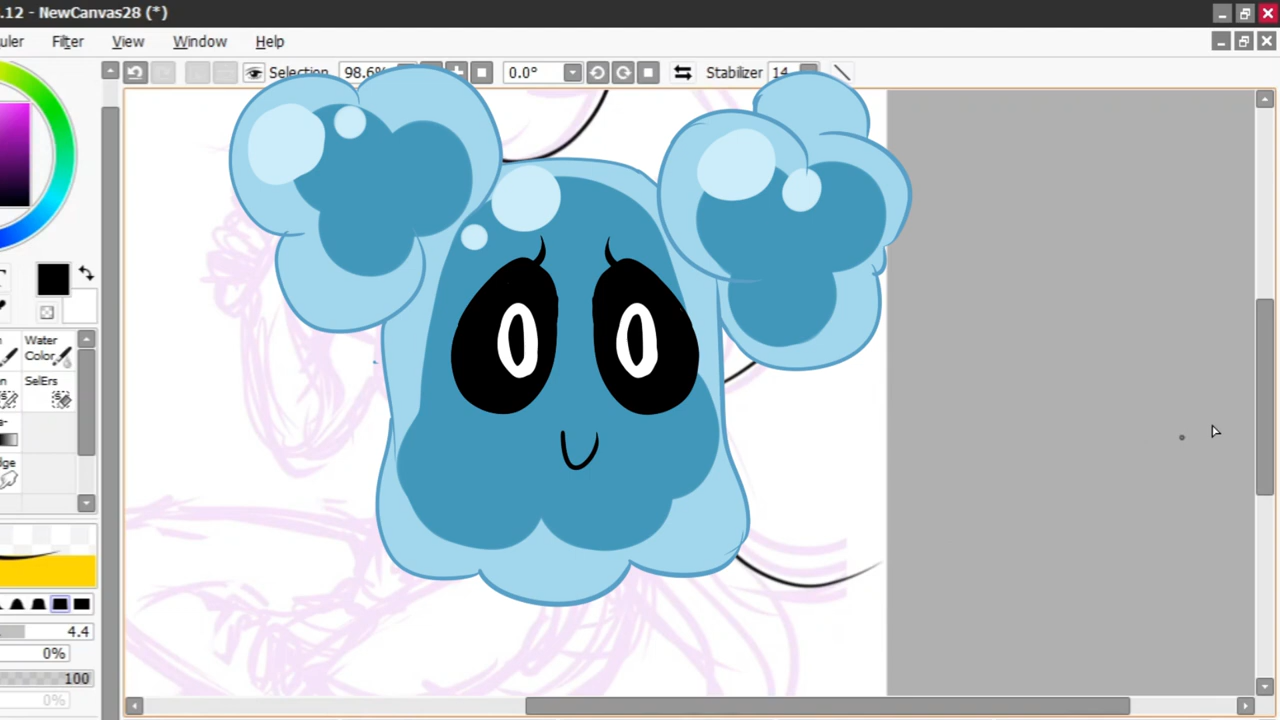 .12 - NewCanvas28 (*)
uler Filter View Window Help
Selection 98.6% 0.0° Stabilizer 14
Water
Color
SelErs
4.4
0%
100
0%